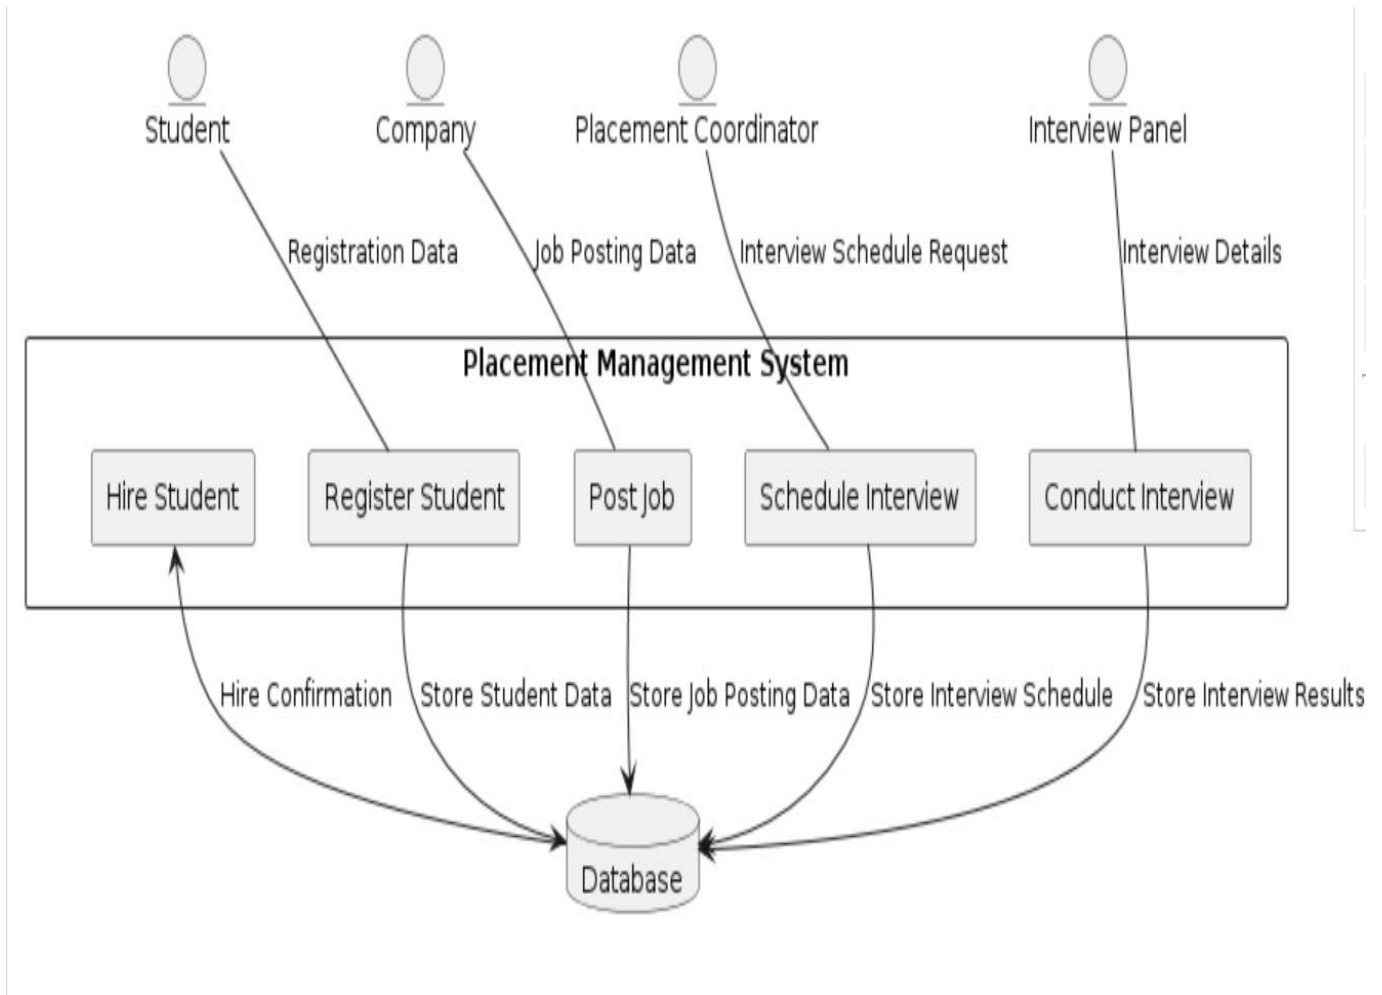 Student
Company
Placement Coordinator
Interview Panel
Registration Data
Job Posting Data
Interview Schedule Request
Interview Details
Placement Management System
Hire Student
Register Student
Post Job
Schedule Interview
Conduct Interview
Hire Confirmation
Store Student Data
Store Job Posting Data
Store Interview Schedule
Store Interview Results
Database